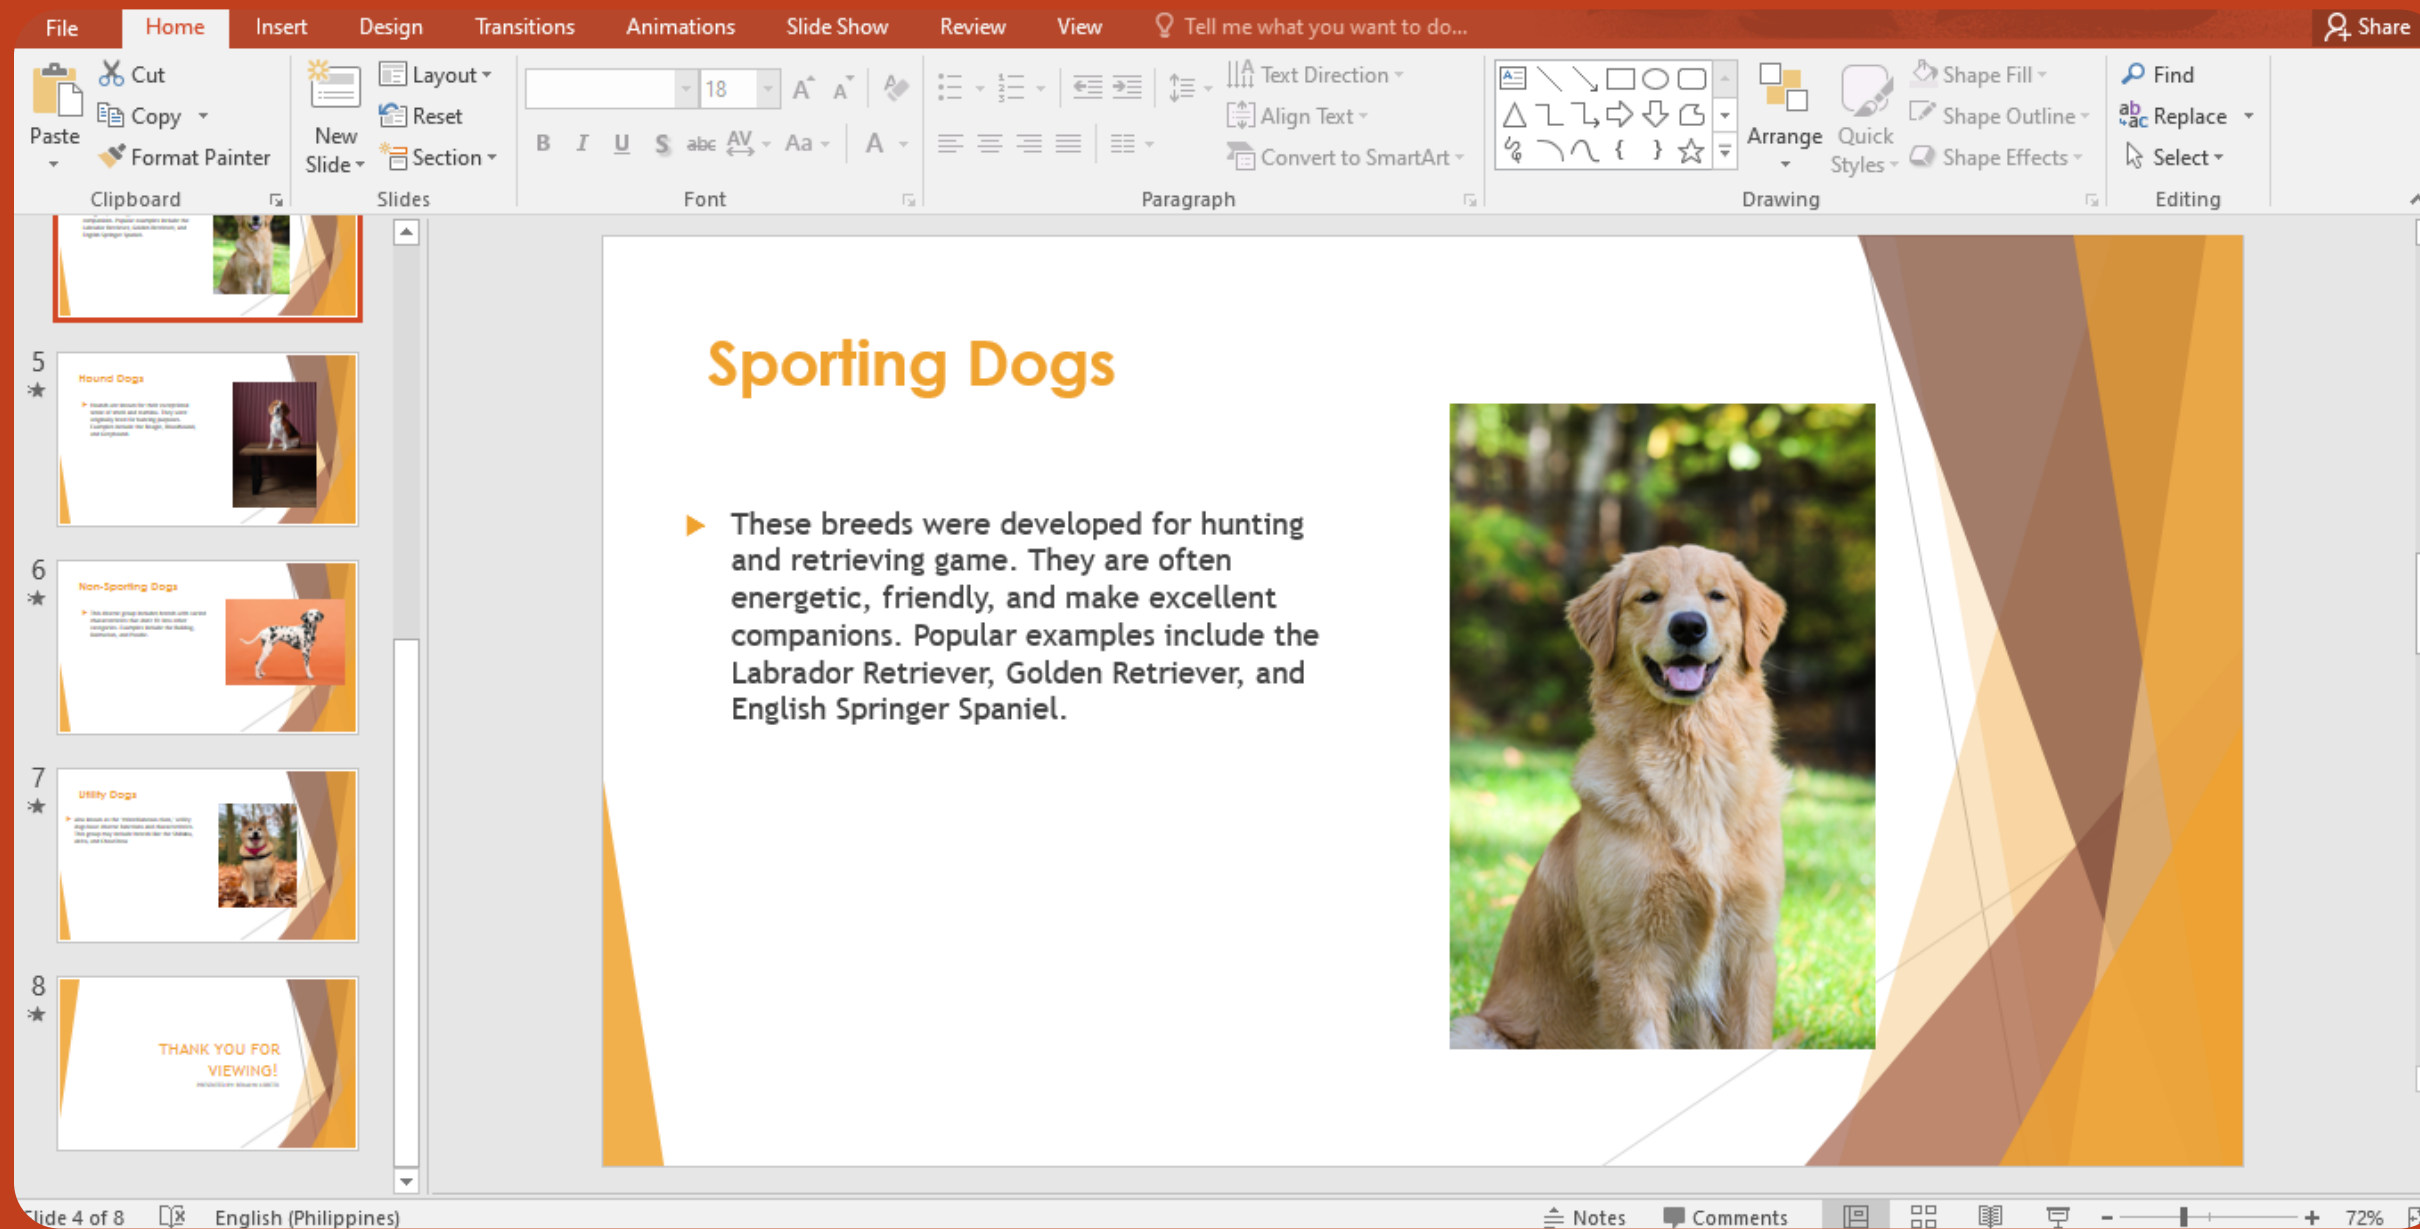 File Home Insert Design Transitions Animations Slide Show Review View Tell me what you want to do... Share
Paste
Cut
Copy
Format Painter
Clipboard
New Slide
Layout
Reset
Section
Slides
18
B I U S abc AV Aa A
Font
Text Direction
Align Text
Convert to SmartArt
Paragraph
Arrange
Quick Styles
Shape Fill
Shape Outline
Shape Effects
Drawing
Find
Replace
Select
Editing
5
Hound Dogs
6
Non-Sporting Dogs
7
Utility Dogs
8
THANK YOU FOR
VIEWING!
Sporting Dogs
These breeds were developed for hunting
and retrieving game. They are often
energetic, friendly, and make excellent
companions. Popular examples include the
Labrador Retriever, Golden Retriever, and
English Springer Spaniel.
Slide 4 of 8 English (Philippines) Notes Comments 72%